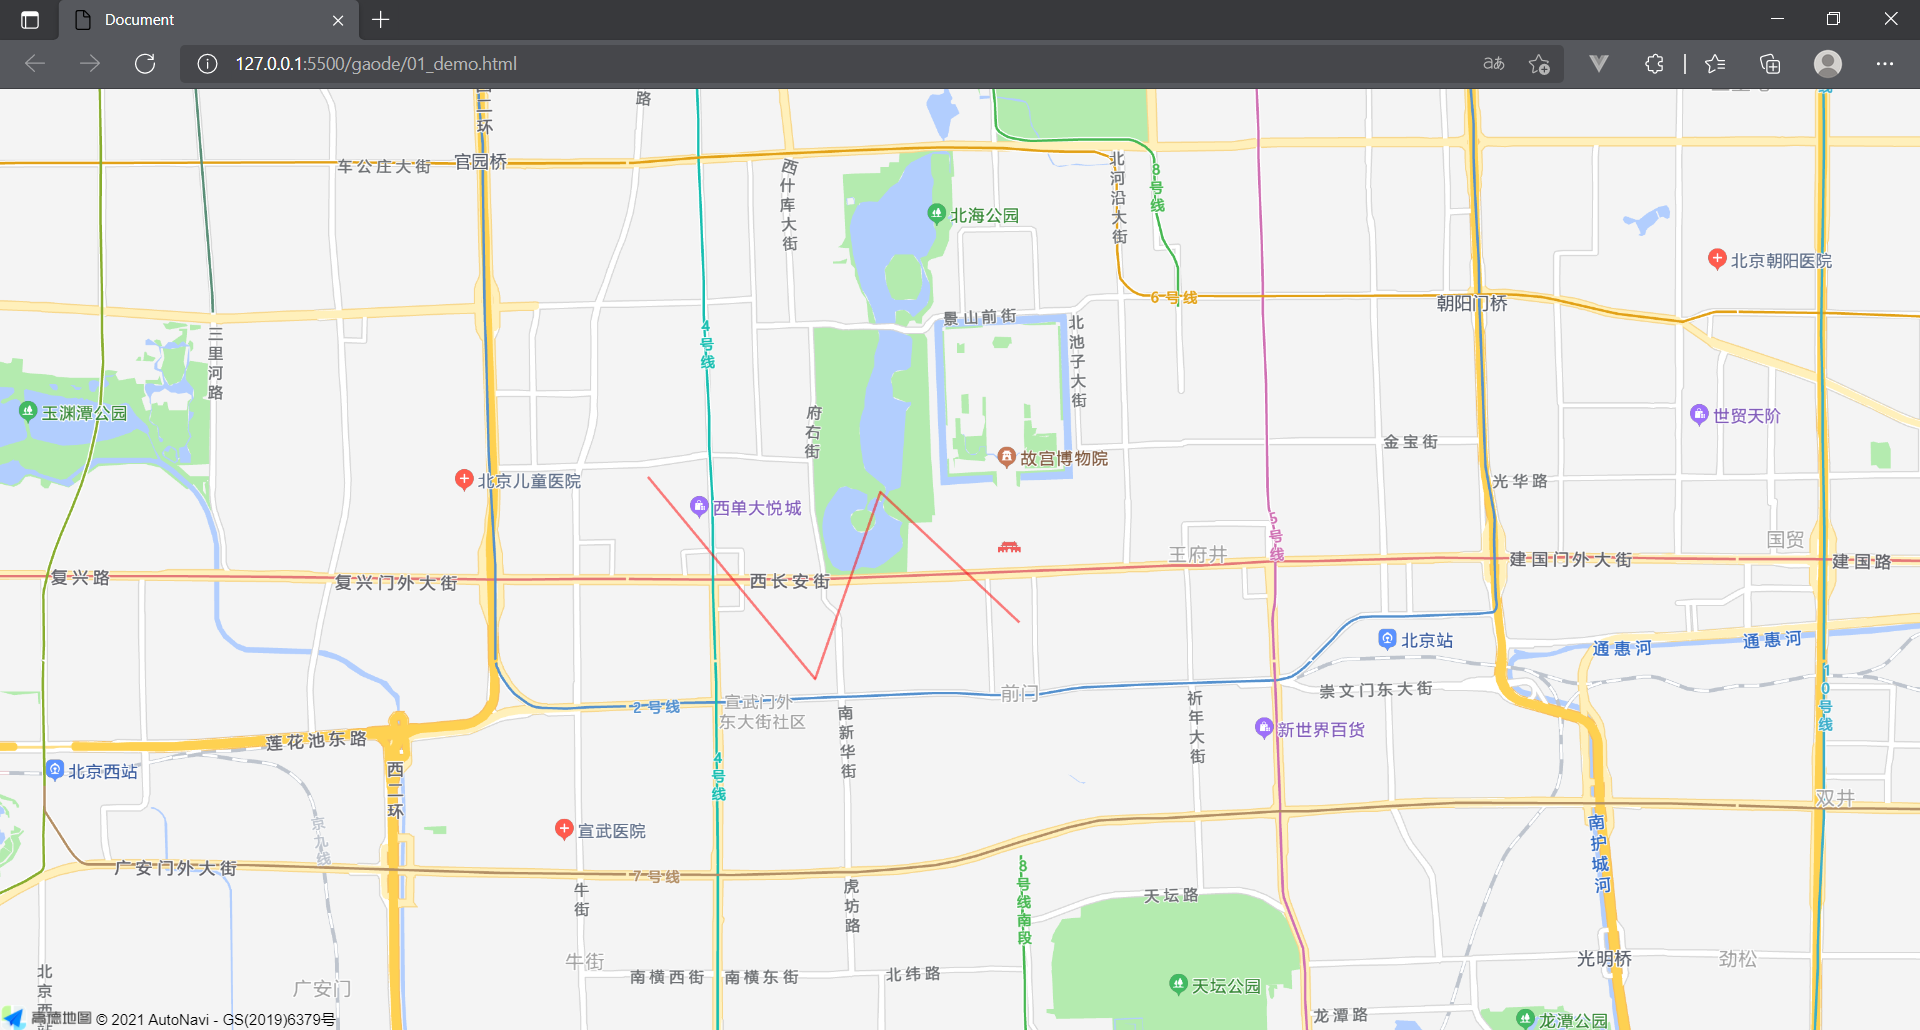 Document
127.0.0.1:5500/gaode/01_demo.html
二环
路
车公庄大街
官园桥
西什库大街
北海公园
北河沿大街
8号线
北京朝阳医院
6号线
朝阳门桥
景山前街
北池子大街
4号线
三里河路
玉渊潭公园
府右街
世贸天阶
金宝街
故宫博物院
北京儿童医院
光华路
西单大悦城
5号线
国贸
王府井
建国门外大街
建国路
复兴路
复兴门外大街
西长安街
北京站
通惠河
通惠河
崇文门东大街
前门
10号线
宣武门外
东大街社区
2号线
祈年大街
南新华街
新世界百货
莲花池东路
北京西站
西二环
4号线
双井
京九线
宣武医院
南护城河
广安门外大街
7号线
8号线南段
牛街
虎坊路
天坛路
牛街
光明桥
劲松
南横西街
南横东街
北纬路
天坛公园
广安门
龙潭路
龙潭公园
高德地图 © 2021 AutoNavi - GS(2019)6379号